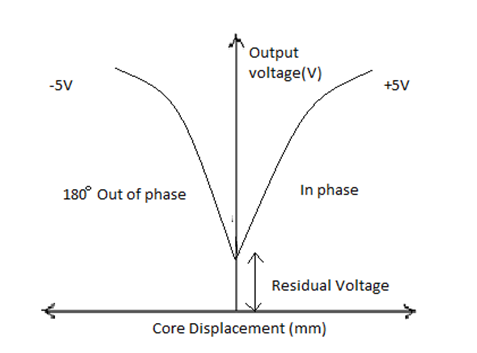 Output
voltage(V)
-5V
+5V
180° Out of phase
In phase
Residual Voltage
Core Displacement (mm)